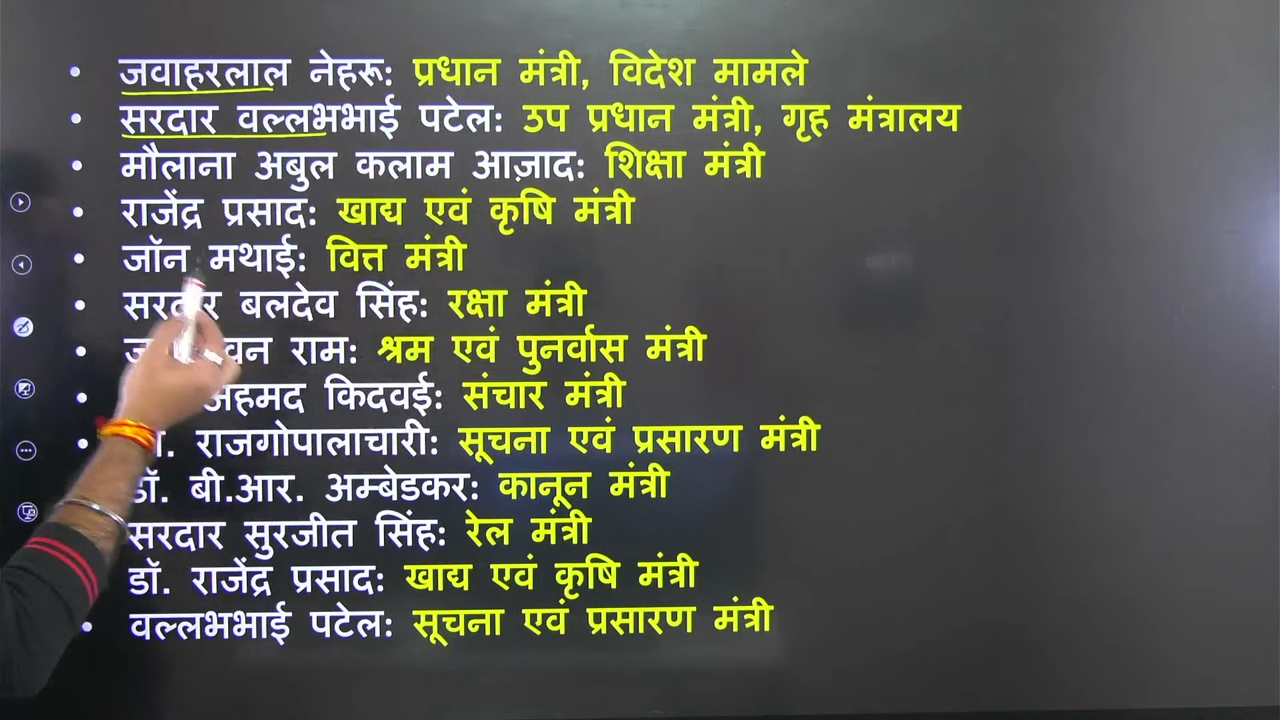 जवाहरलाल नेहरू: प्रधान मंत्री, विदेश मामले
सरदार वल्लभभाई पटेल: उप प्रधान मंत्री, गृह मंत्रालय
मौलाना अबुल कलाम आज़ाद: शिक्षा मंत्री
राजेंद्र प्रसाद: खाद्य एवं कृषि मंत्री
जॉन मथाई: वित्त मंत्री
सरदार बलदेव सिंह: रक्षा मंत्री
राम: श्रम एवं पुनर्वास मंत्री
अहमद किदवई: संचार मंत्री
राजगोपालाचारी: सूचना एवं प्रसारण मंत्री
डॉ. बी.आर. अम्बेडकर: कानून मंत्री
सरदार सुरजीत सिंह: रेल मंत्री
डॉ. राजेंद्र प्रसाद: खाद्य एवं कृषि मंत्री
वल्लभभाई पटेल: सूचना एवं प्रसारण मंत्री